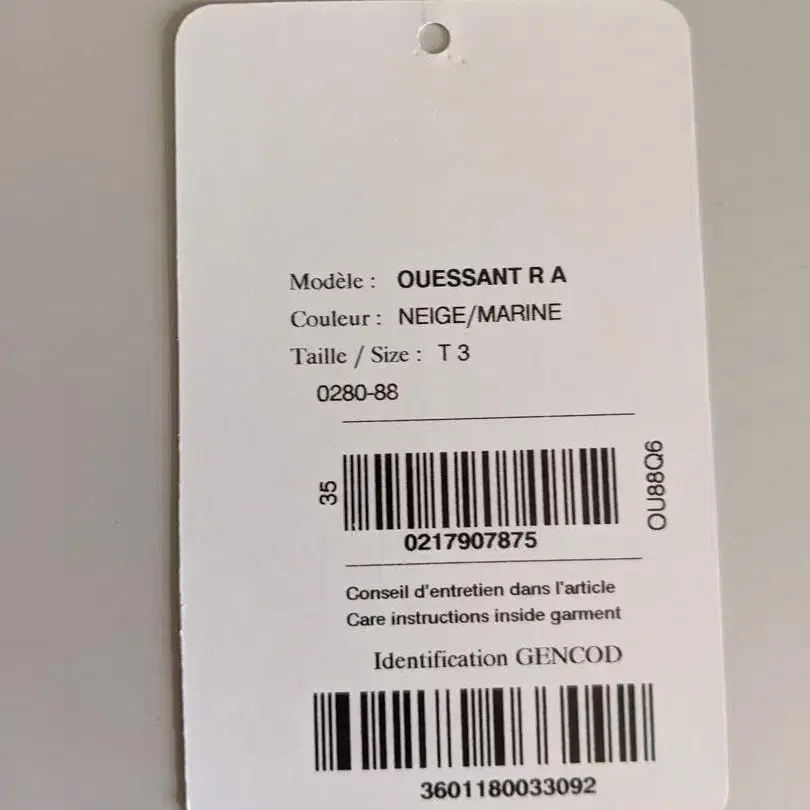 Modèle : OUESSANT R A
Couleur : NEIGE/MARINE
Taille / Size : T 3
0280-88
35
OU88Q6
0217907875
Conseil d'entretien dans l'article
Care instructions inside garment
Identification GENCOD
3601180033092